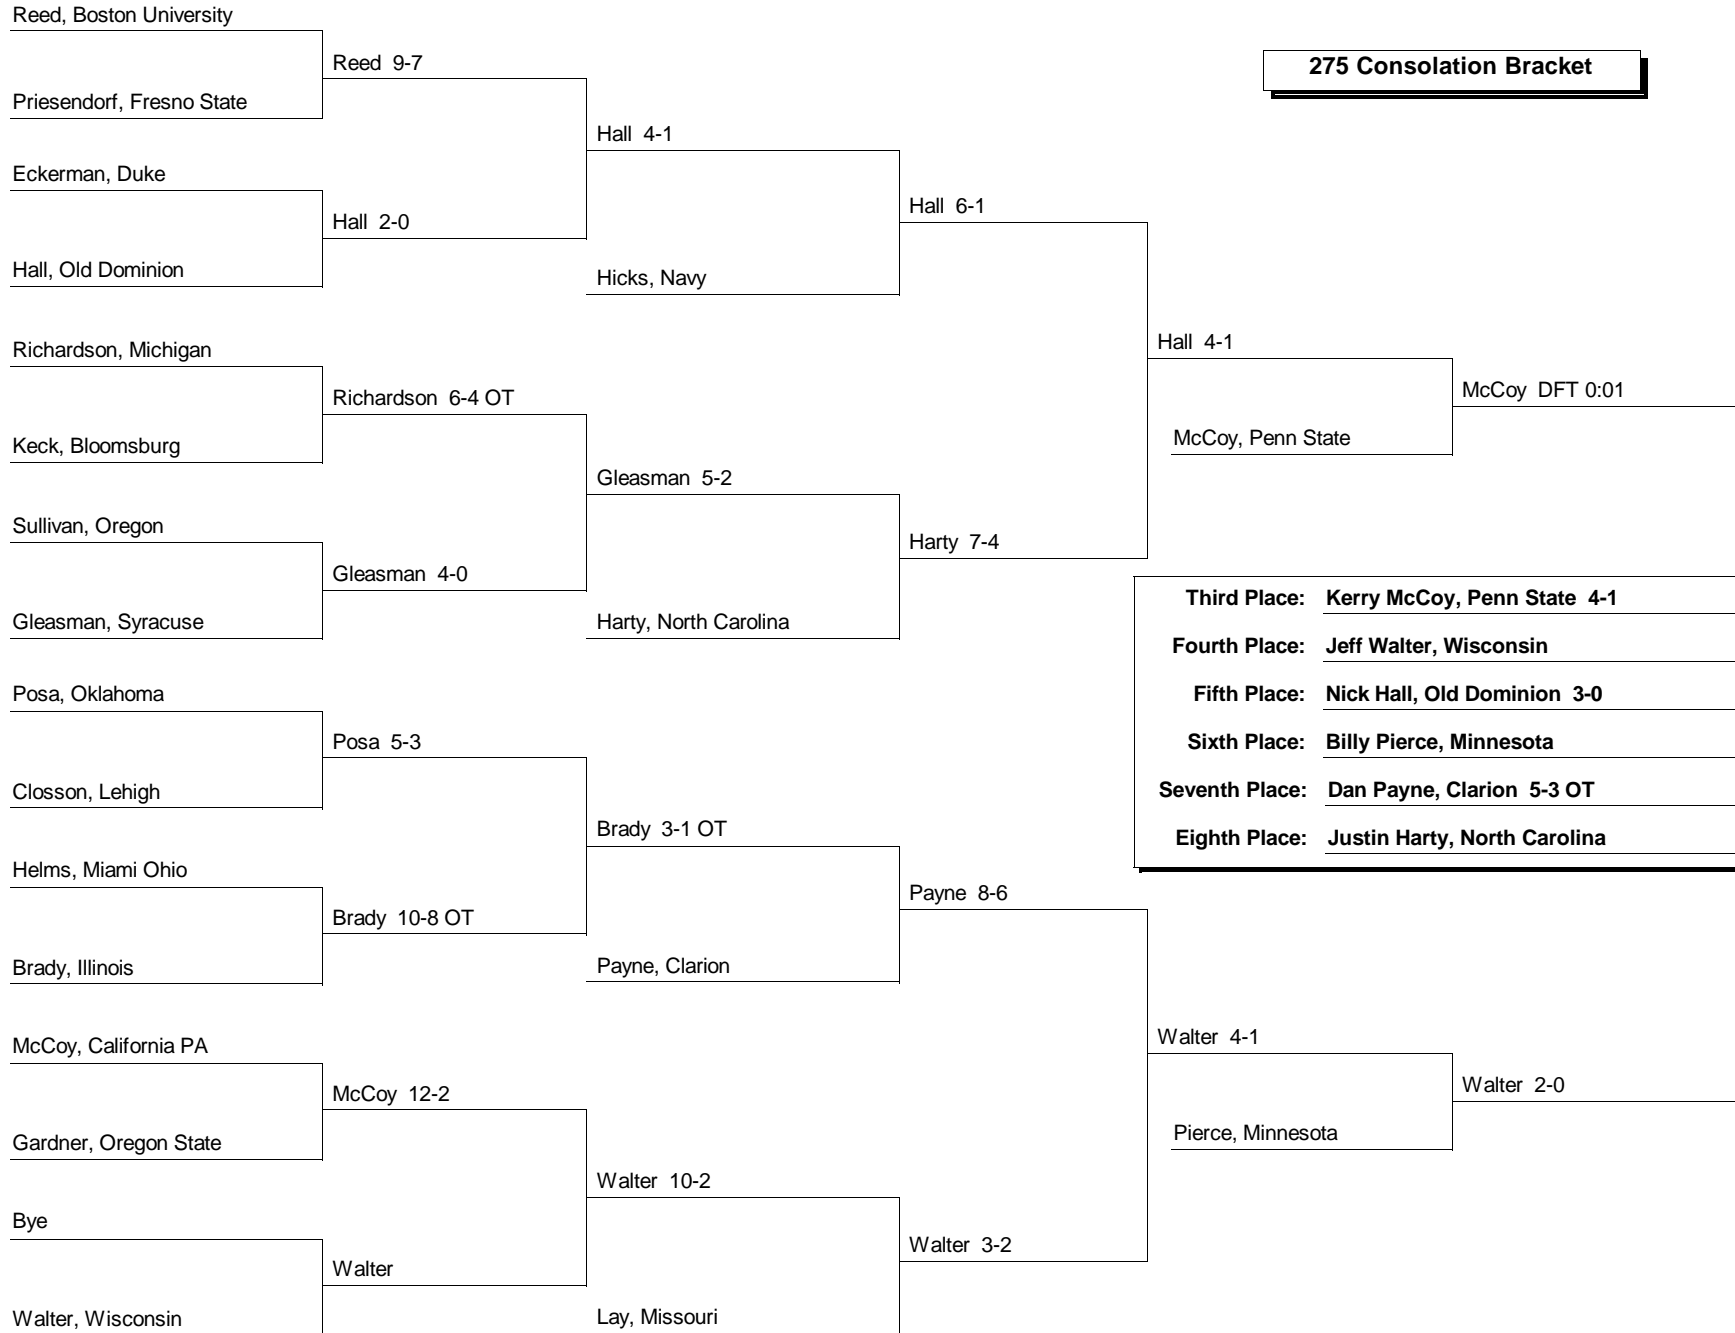 Reed, Boston University
Reed 9-7
275 Consolation Bracket
Priesendorf, Fresno State
Hall 4-1
Eckerman, Duke
Hall 2-0
Hall 6-1
Hall, Old Dominion
Hicks, Navy
Richardson, Michigan
Hall 4-1
Richardson 6-4 OT
McCoy DFT 0:01
Keck, Bloomsburg
McCoy, Penn State
Gleasman 5-2
Sullivan, Oregon
Harty 7-4
Gleasman 4-0
Gleasman, Syracuse
Harty, North Carolina
Third Place: Kerry McCoy, Penn State 4-1
Fourth Place: Jeff Walter, Wisconsin
Fifth Place: Nick Hall, Old Dominion 3-0
Sixth Place: Billy Pierce, Minnesota
Seventh Place: Dan Payne, Clarion 5-3 OT
Eighth Place: Justin Harty, North Carolina
Posa, Oklahoma
Posa 5-3
Closson, Lehigh
Brady 3-1 OT
Helms, Miami Ohio
Payne 8-6
Brady 10-8 OT
Brady, Illinois
Payne, Clarion
McCoy, California PA
Walter 4-1
McCoy 12-2
Walter 2-0
Gardner, Oregon State
Pierce, Minnesota
Walter 10-2
Bye
Walter 3-2
Walter
Walter, Wisconsin
Lay, Missouri